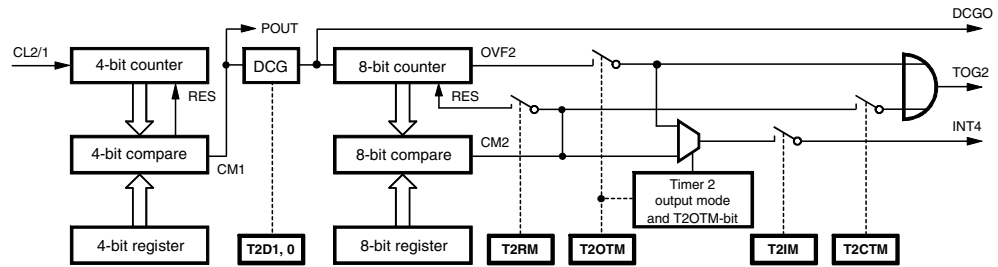 DCGO
POUT
CL2/1
4-bit counter
DCG
8-bit counter
OVF2
TOG2
RES
RES
INT4
4-bit compare
CM1
8-bit compare
CM2
Timer 2
output mode
and T2OTM-bit
4-bit register
T2D1, 0
8-bit register
T2RM
T2OTM
T2IM
T2CTM